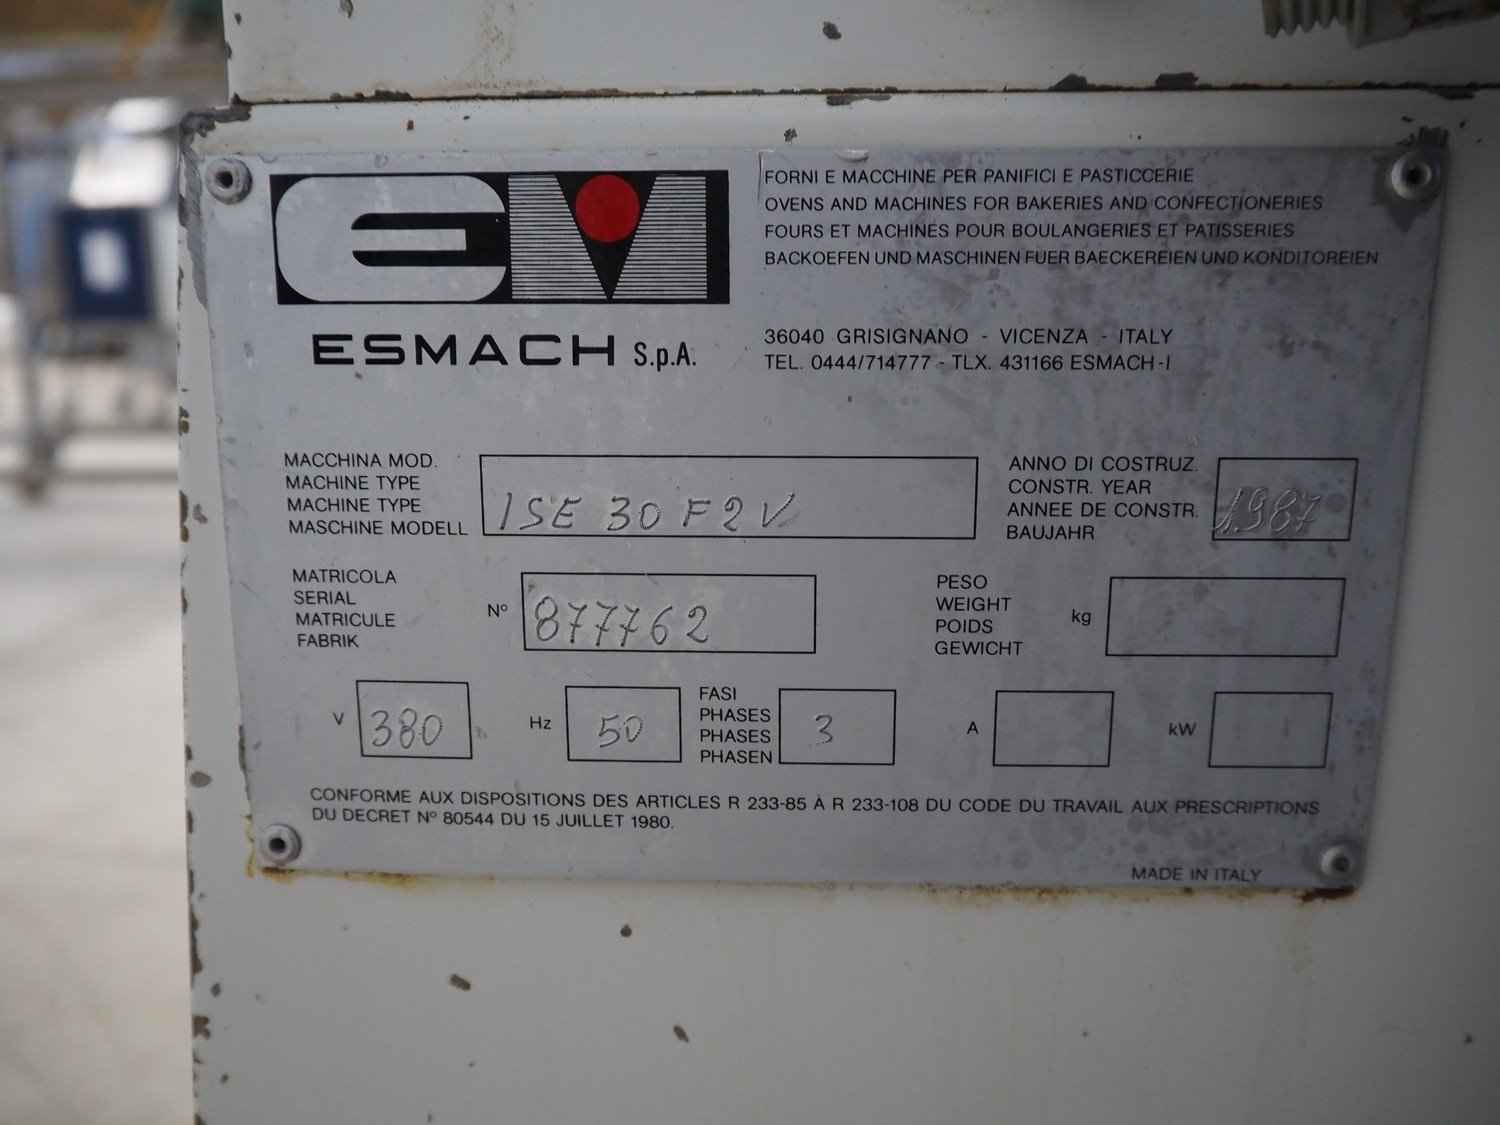 FORNI E MACCHINE PER PANIFICI E PASTICCERIE
OVENS AND MACHINES FOR BAKERIES AND CONFECTIONERIES
FOURS ET MACHINES POUR BOULANGERIES ET PATISSERIES
BACKOEFEN UND MASCHINEN FUER BAECKEREIEN UND KONDITOREIEN
ESMACH S.p.A.
36040 GRISIGNANO - VICENZA - ITALY
TEL. 0444/714777 - TLX. 431166 ESMACH-I
MACCHINA MOD.
MACHINE TYPE
MACHINE TYPE
MASCHINE MODELL
ISE 30 F2V
ANNO DI COSTRUZ.
CONSTR. YEAR
ANNEE DE CONSTR.
BAUJAHR
1987
MATRICOLA
SERIAL
MATRICULE
FABRIK
N° 877762
PESO
WEIGHT
POIDS
GEWICHT
kg
V 380
Hz 50
FASI
PHASES
PHASES
PHASEN
3
A
kW
CONFORME AUX DISPOSITIONS DES ARTICLES R 233-85 À R 233-108 DU CODE DU TRAVAIL AUX PRESCRIPTIONS
DU DECRET N° 80544 DU 15 JUILLET 1980.
MADE IN ITALY